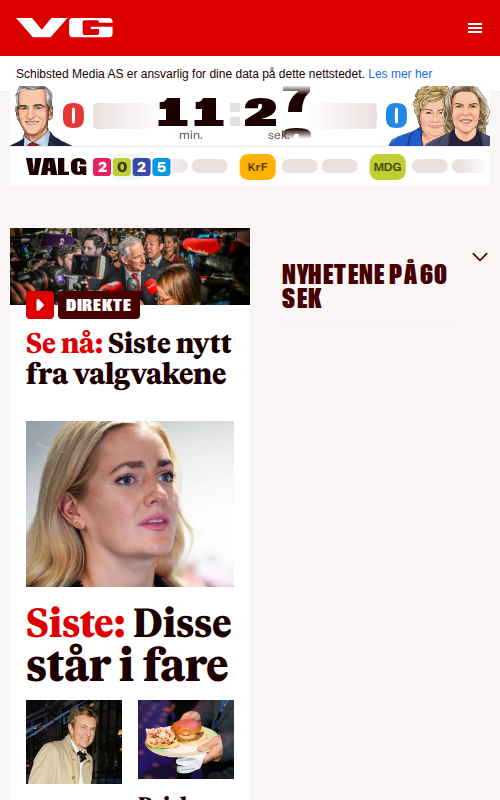 VG
Schibsted Media AS er ansvarlig for dine data på dette nettstedet. Les mer her
0
11:27
0
min.
sek.
VALG 2025
KrF
MDG
DIREKTE
Se nå: Siste nytt
fra valgvakene
NYHETENE PÅ 60
SEK
Siste: Disse
står i fare